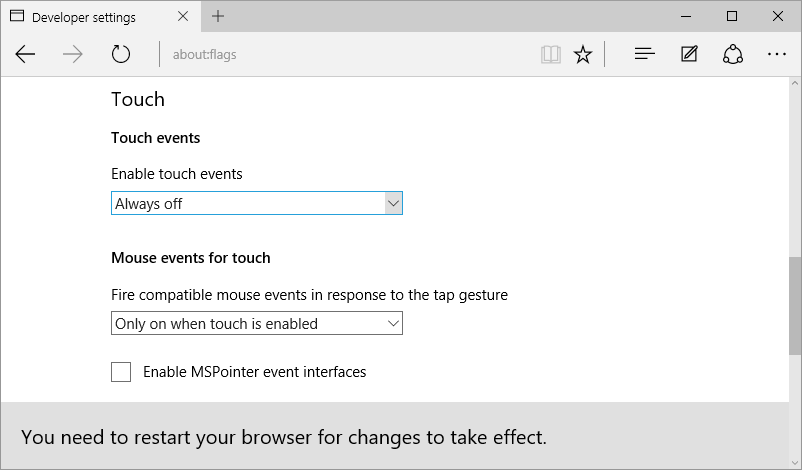 Developer settings
about:flags
Touch
Touch events
Enable touch events
Always off
Mouse events for touch
Fire compatible mouse events in response to the tap gesture
Only on when touch is enabled
Enable MSPointer event interfaces
You need to restart your browser for changes to take effect.